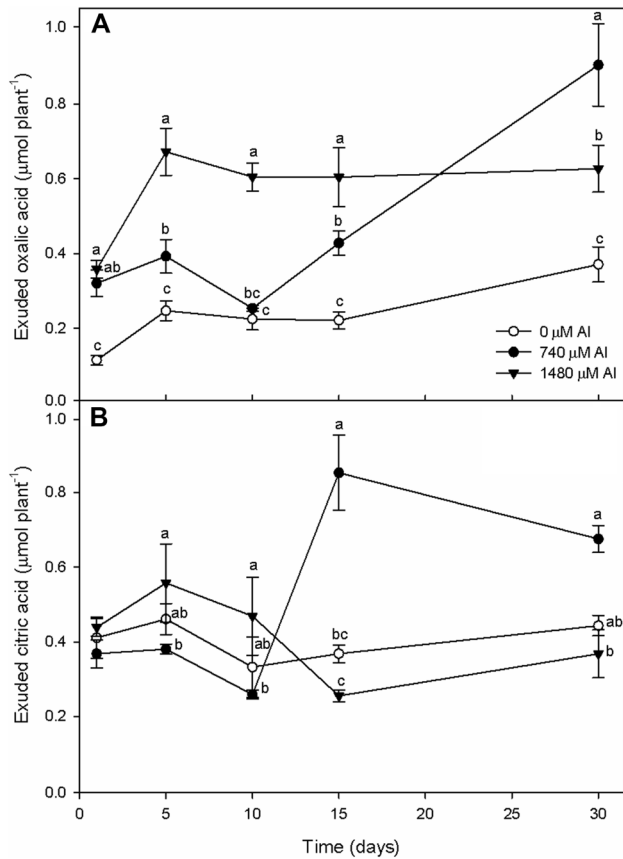 A
1.0
0.8
0.6
0.4
0.2
0.0
Exuded oxalic acid (μmol plant⁻¹)
a
a
a
a
a
b
a
ab
b
bc
b
c
c
c
c
c
0 μM Al
740 μM Al
1480 μM Al
B
1.0
0.8
0.6
0.4
0.2
0.0
Exuded citric acid (μmol plant⁻¹)
a
a
a
a
ab
b
ab
b
bc
c
ab
b
0
5
10
15
20
25
30
Time (days)